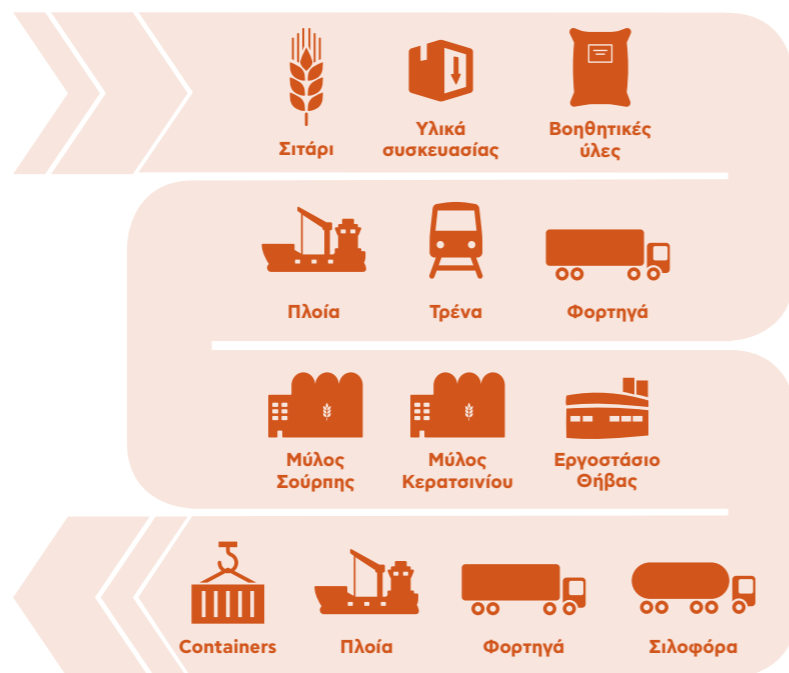 Σιτάρι
Υλικά
συσκευασίας
Βοηθητικές
ύλες
Πλοία
Τρένα
Φορτηγά
Μύλος
Σούρπης
Μύλος
Κερατσινίου
Εργοστάσιο
Θήβας
Containers
Πλοία
Φορτηγά
Σιλοφόρα